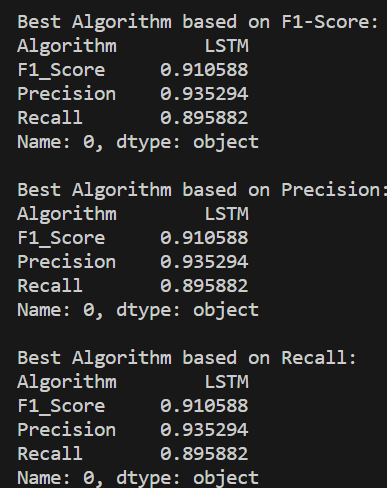 Best Algorithm based on F1-Score:
Algorithm LSTM
F1_Score 0.910588
Precision 0.935294
Recall 0.895882
Name: 0, dtype: object
Best Algorithm based on Precision:
Algorithm LSTM
F1_Score 0.910588
Precision 0.935294
Recall 0.895882
Name: 0, dtype: object
Best Algorithm based on Recall:
Algorithm LSTM
F1_Score 0.910588
Precision 0.935294
Recall 0.895882
Name: 0, dtype: object